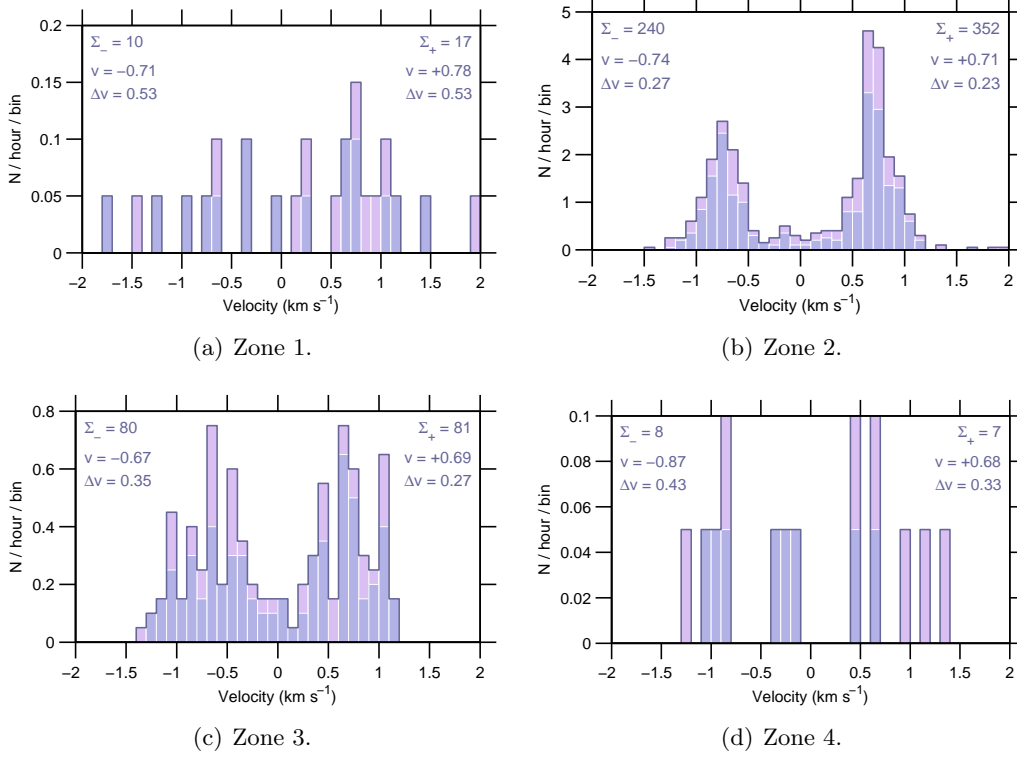 0.2
0.15
0.1
0.05
0
N / hour / bin
Σ− = 10
v = −0.71
Δv = 0.53
Σ+ = 17
v = +0.78
Δv = 0.53
−2 −1.5 −1 −0.5 0 0.5 1 1.5 2
Velocity (km s−1)
(a) Zone 1.
5
4
3
2
1
0
N / hour / bin
Σ− = 240
v = −0.74
Δv = 0.27
Σ+ = 352
v = +0.71
Δv = 0.23
−2 −1.5 −1 −0.5 0 0.5 1 1.5 2
Velocity (km s−1)
(b) Zone 2.
0.8
0.6
0.4
0.2
0
N / hour / bin
Σ− = 80
v = −0.67
Δv = 0.35
Σ+ = 81
v = +0.69
Δv = 0.27
−2 −1.5 −1 −0.5 0 0.5 1 1.5 2
Velocity (km s−1)
(c) Zone 3.
0.1
0.08
0.06
0.04
0.02
0
N / hour / bin
Σ− = 8
v = −0.87
Δv = 0.43
Σ+ = 7
v = +0.68
Δv = 0.33
−2 −1.5 −1 −0.5 0 0.5 1 1.5 2
Velocity (km s−1)
(d) Zone 4.